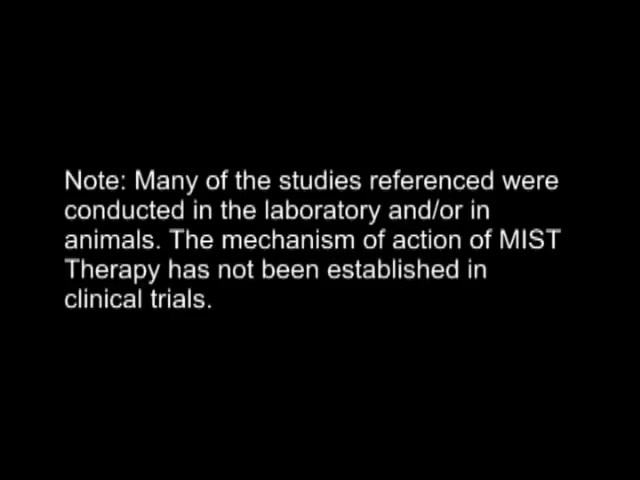 Note: Many of the studies referenced were
conducted in the laboratory and/or in
animals. The mechanism of action of MIST
Therapy has not been established in
clinical trials.